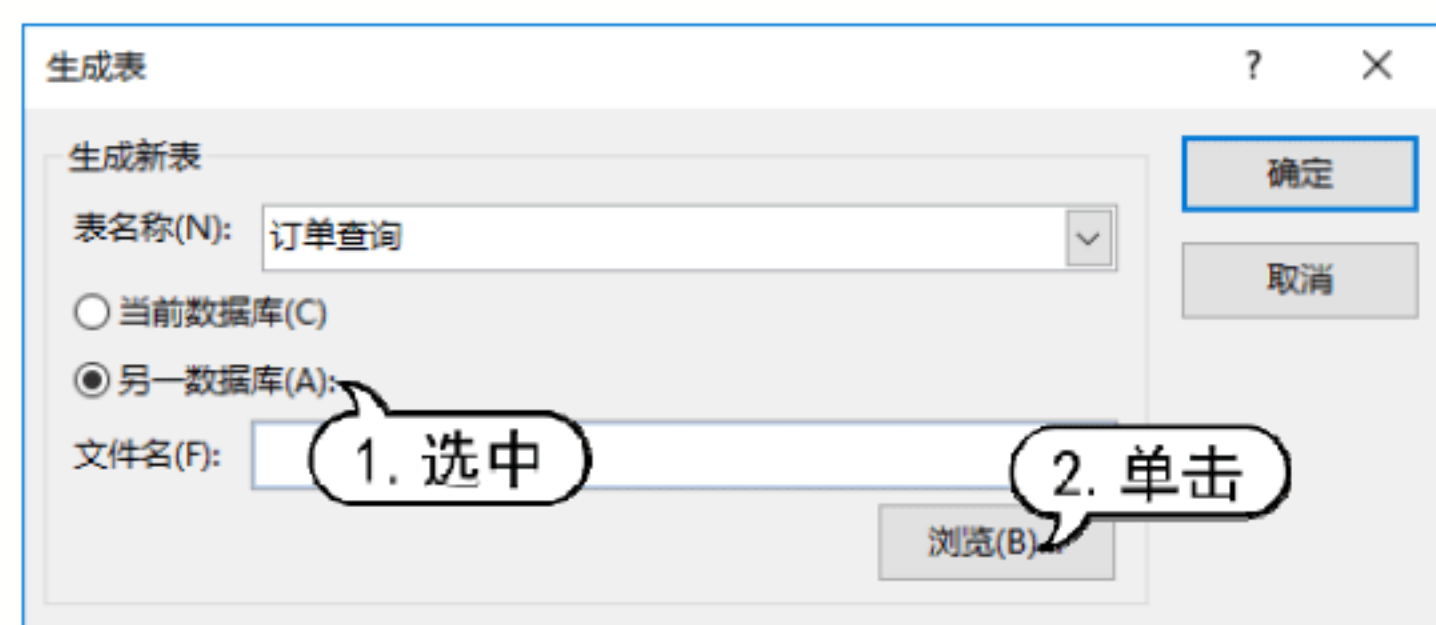 生成表 ?
生成新表
确定
表名称(N): 订单查询
取消
当前数据库(C)
另一数据库(A):
文件名(F):
1. 选中
2. 单击
浏览(B)...